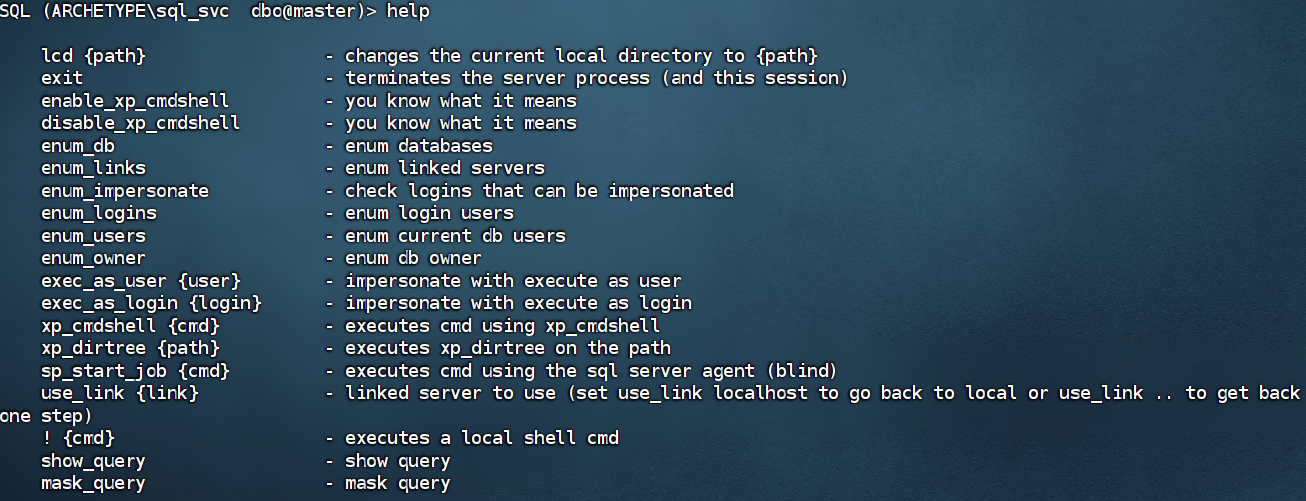 SQL (ARCHETYPE\sql_svc  dbo@master)> help
lcd {path}                 - changes the current local directory to {path}
exit                       - terminates the server process (and this session)
enable_xp_cmdshell         - you know what it means
disable_xp_cmdshell        - you know what it means
enum_db                    - enum databases
enum_links                 - enum linked servers
enum_impersonate           - check logins that can be impersonated
enum_logins                - enum login users
enum_users                 - enum current db users
enum_owner                 - enum db owner
exec_as_user {user}        - impersonate with execute as user
exec_as_login {login}      - impersonate with execute as login
xp_cmdshell {cmd}          - executes cmd using xp_cmdshell
xp_dirtree {path}          - executes xp_dirtree on the path
sp_start_job {cmd}         - executes cmd using the sql server agent (blind)
use_link {link}            - linked server to use (set use_link localhost to go back to local or use_link .. to get back
one step)
! {cmd}                    - executes a local shell cmd
show_query                 - show query
mask_query                 - mask query